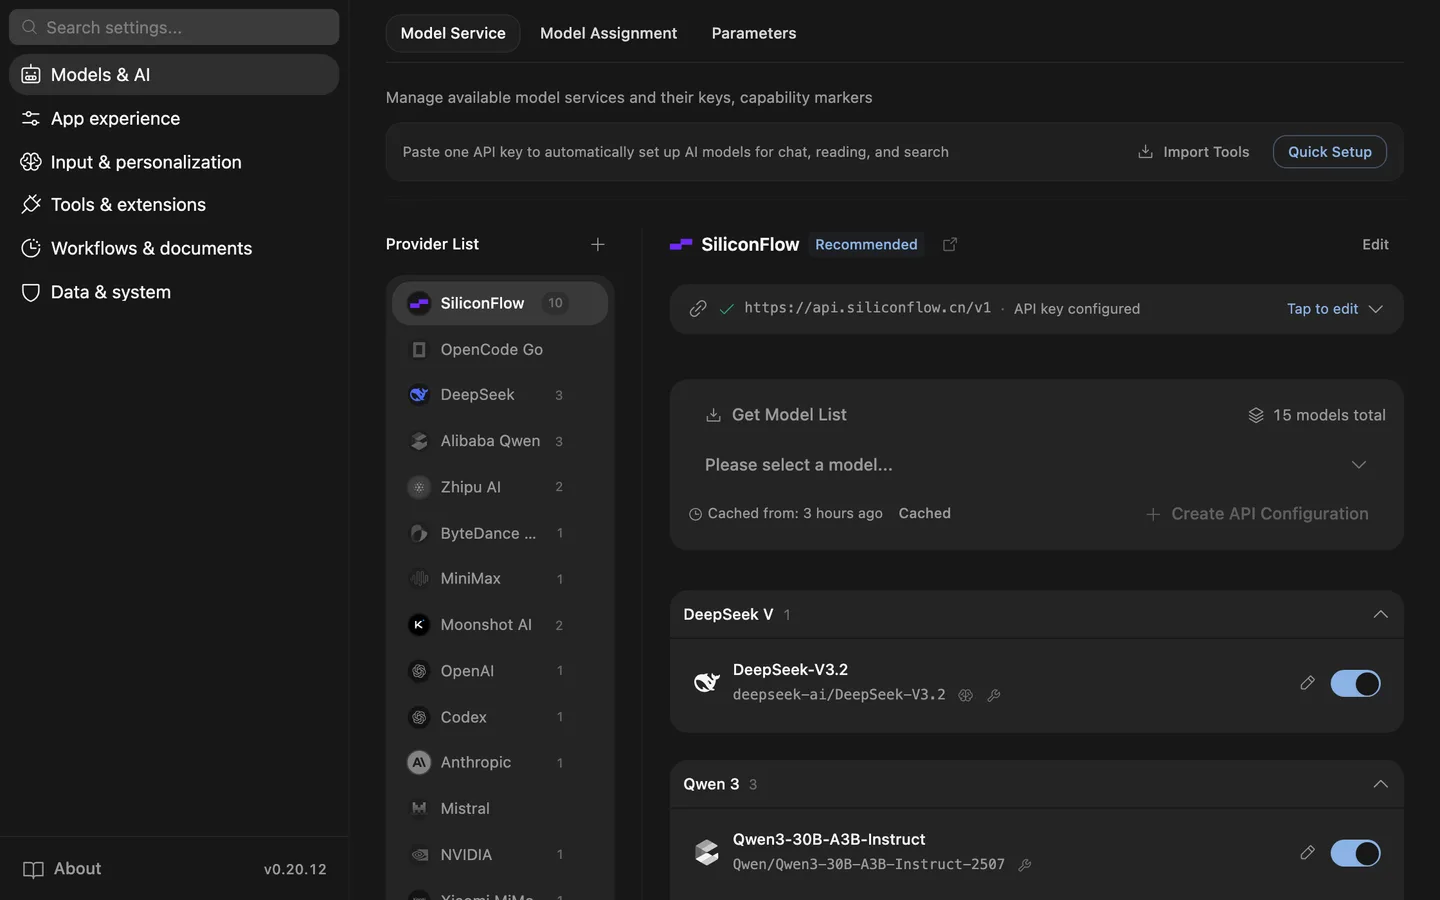 Search settings...
Models & AI
App experience
Input & personalization
Tools & extensions
Workflows & documents
Data & system
About
v0.20.12
Model Service
Model Assignment
Parameters
Manage available model services and their keys, capability markers
Paste one API key to automatically set up AI models for chat, reading, and search
Import Tools
Quick Setup
Provider List
SiliconFlow 10
OpenCode Go
DeepSeek 3
Alibaba Qwen 3
Zhipu AI 2
ByteDance ... 1
MiniMax 1
Moonshot AI 2
OpenAI 1
Codex 1
Anthropic 1
Mistral
NVIDIA 1
SiliconFlow
Recommended
Edit
https://api.siliconflow.cn/v1 · API key configured
Tap to edit
Get Model List
15 models total
Please select a model...
Cached from: 3 hours ago Cached
Create API Configuration
DeepSeek V 1
DeepSeek-V3.2
deepseek-ai/DeepSeek-V3.2
Qwen 3 3
Qwen3-30B-A3B-Instruct
Qwen/Qwen3-30B-A3B-Instruct-2507